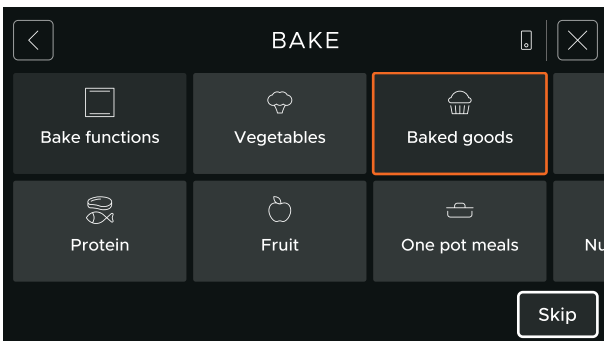 BAKE
Bake functions
Vegetables
Baked goods
Protein
Fruit
One pot meals
Skip